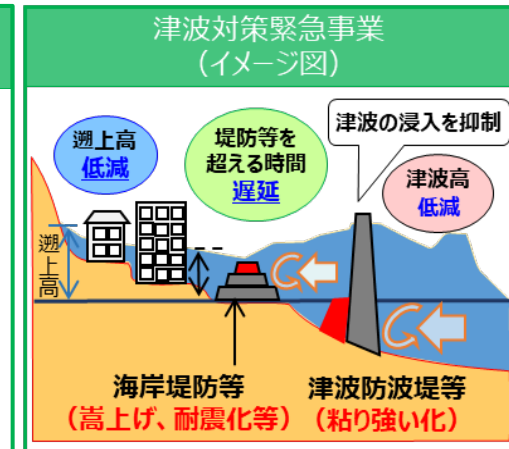 津波対策緊急事業
（イメージ図）
津波の浸入を抑制
遡上高
低減
堤防等を
超える時間
遅延
津波高
低減
遡上高
海岸堤防等
（嵩上げ、耐震化等）
津波防波堤等
（粘り強い化）